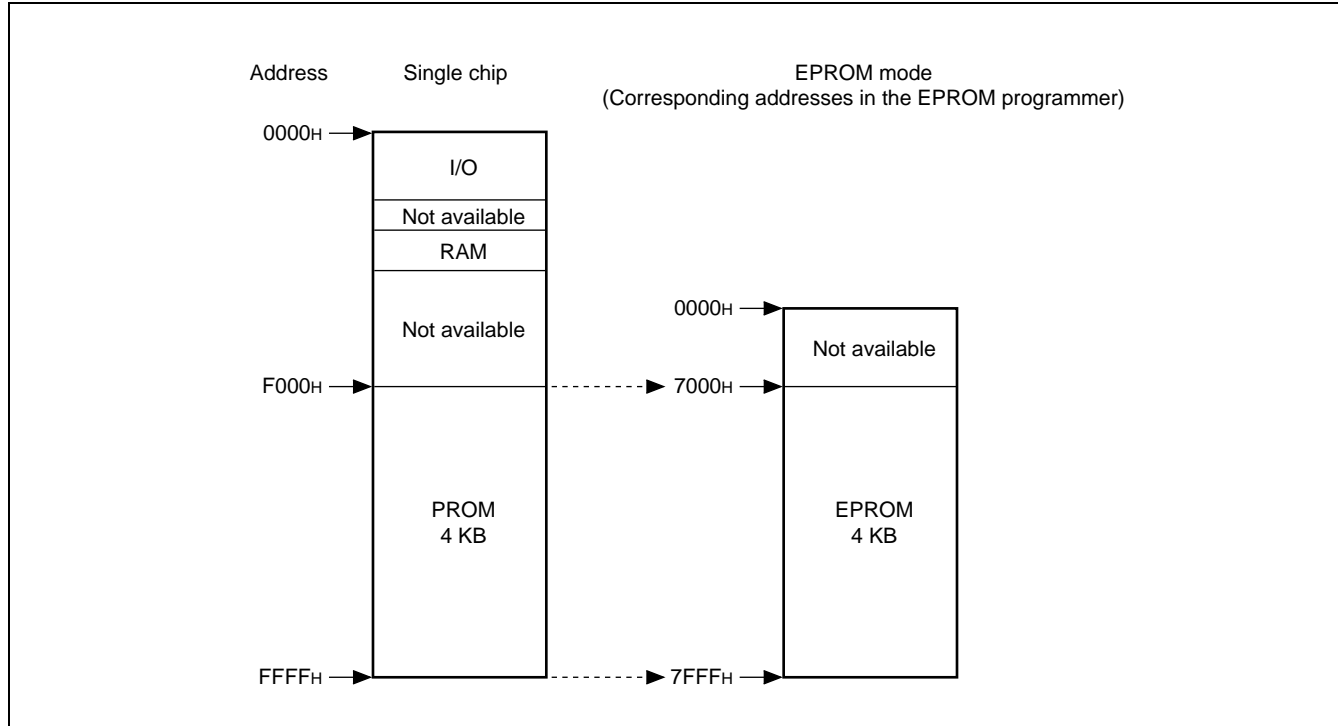 Address
Single chip
EPROM mode
(Corresponding addresses in the EPROM programmer)
0000H
I/O
Not available
RAM
Not available
0000H
Not available
F000H
7000H
PROM
4 KB
EPROM
4 KB
FFFFH
7FFFH